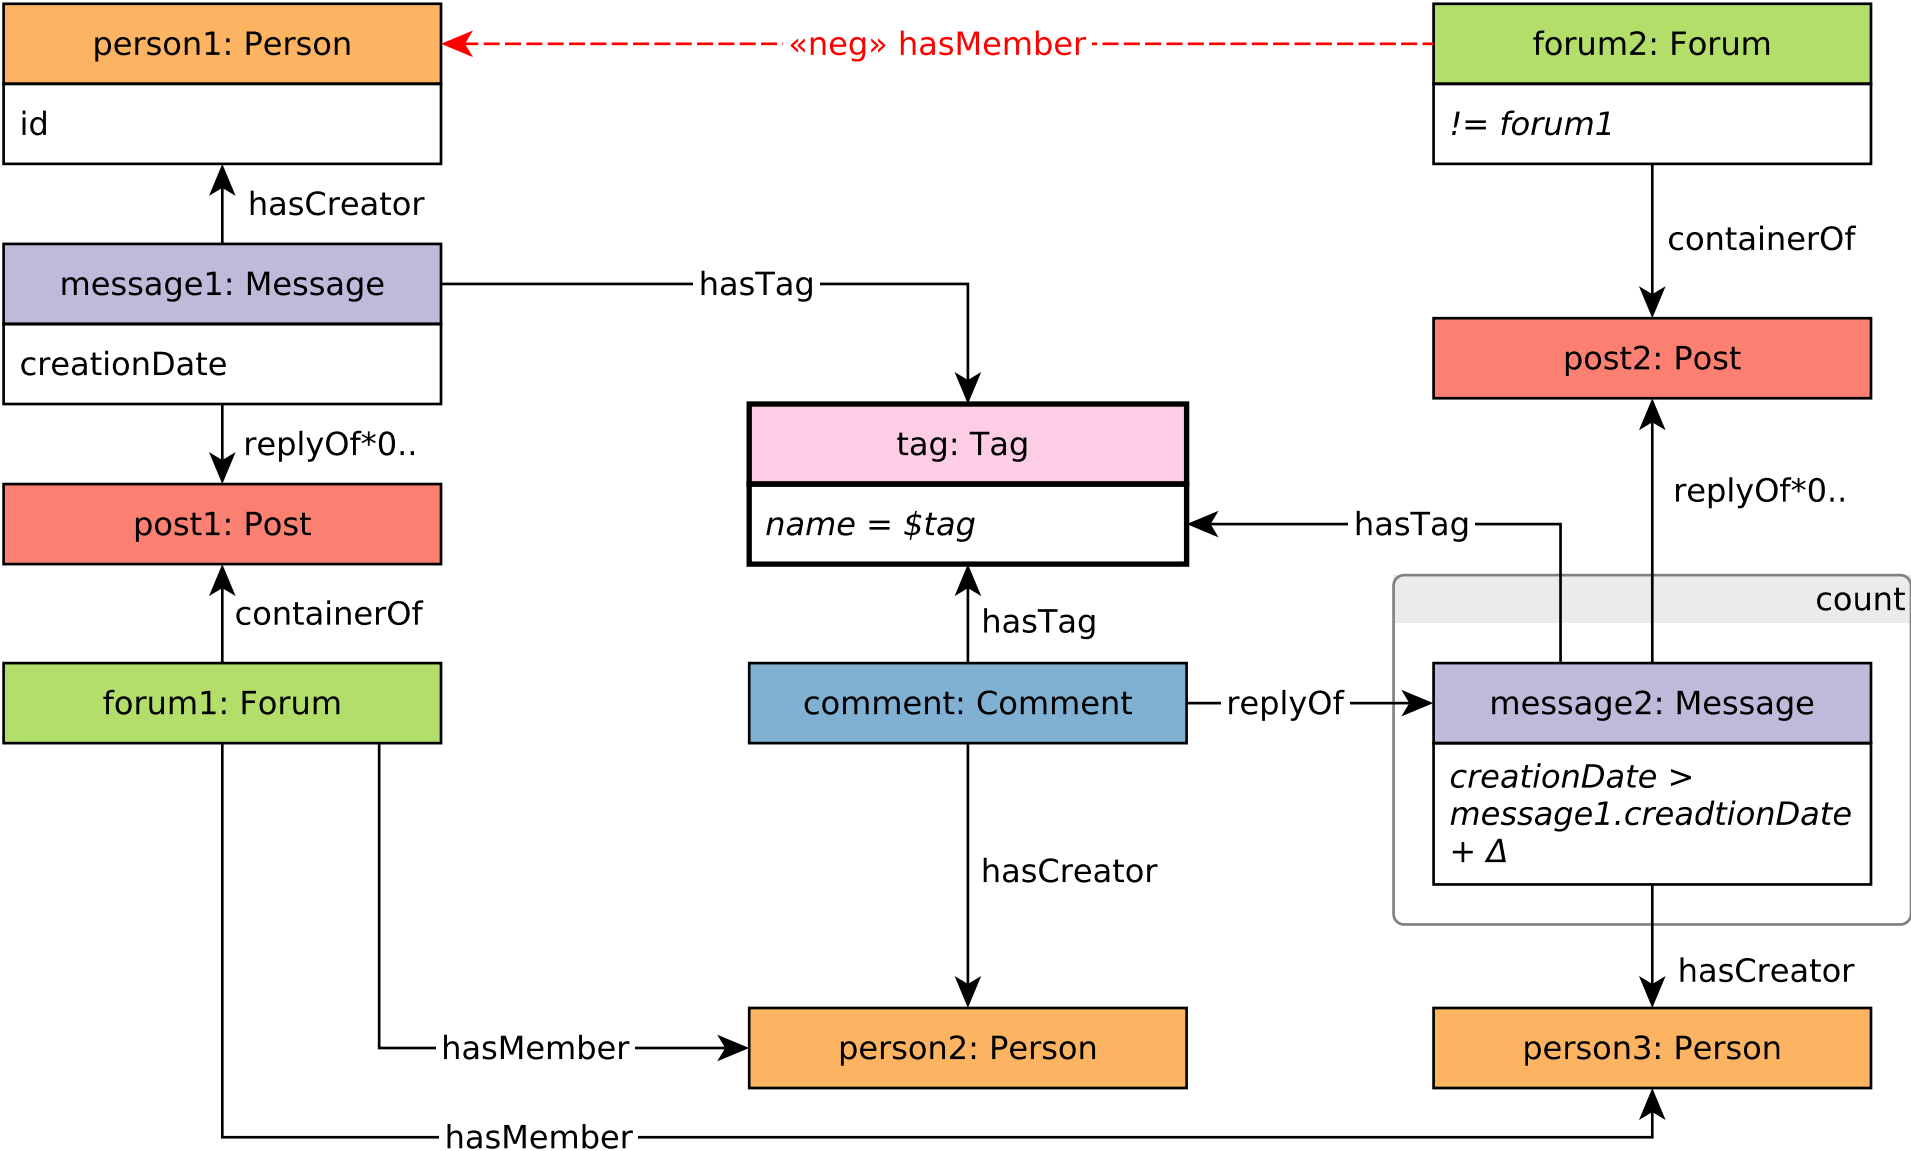 person1: Person
id
«neg» hasMember
forum2: Forum
!= forum1
hasCreator
containerOf
message1: Message
creationDate
hasTag
replyOf*0..
post1: Post
containerOf
forum1: Forum
tag: Tag
name = $tag
hasTag
post2: Post
replyOf*0..
hasTag
count
comment: Comment
replyOf
message2: Message
creationDate >
message1.creadtionDate
+ Δ
hasCreator
hasCreator
hasMember
person2: Person
person3: Person
hasMember